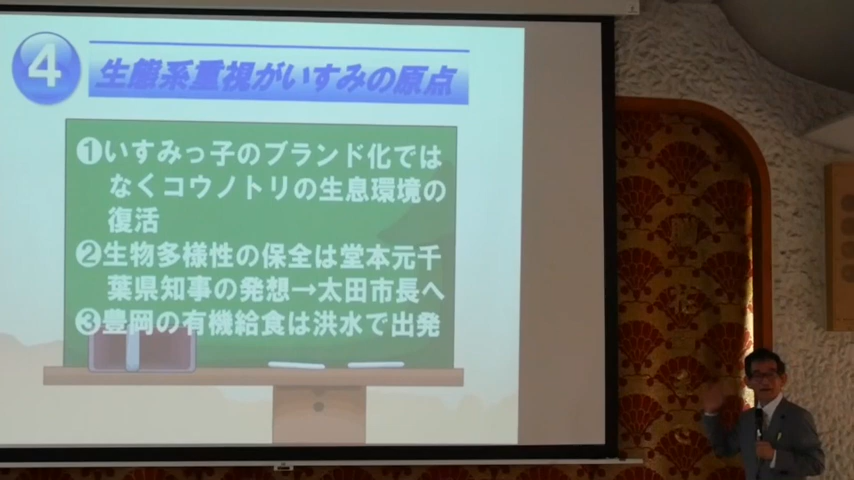 4
生態系重視がいすみの原点
❶いすみっ子のブランド化では
なくコウノトリの生息環境の
復活
❷生物多様性の保全は堂本元千
葉県知事の発想→太田市長へ
❸豊岡の有機給食は洪水で出発